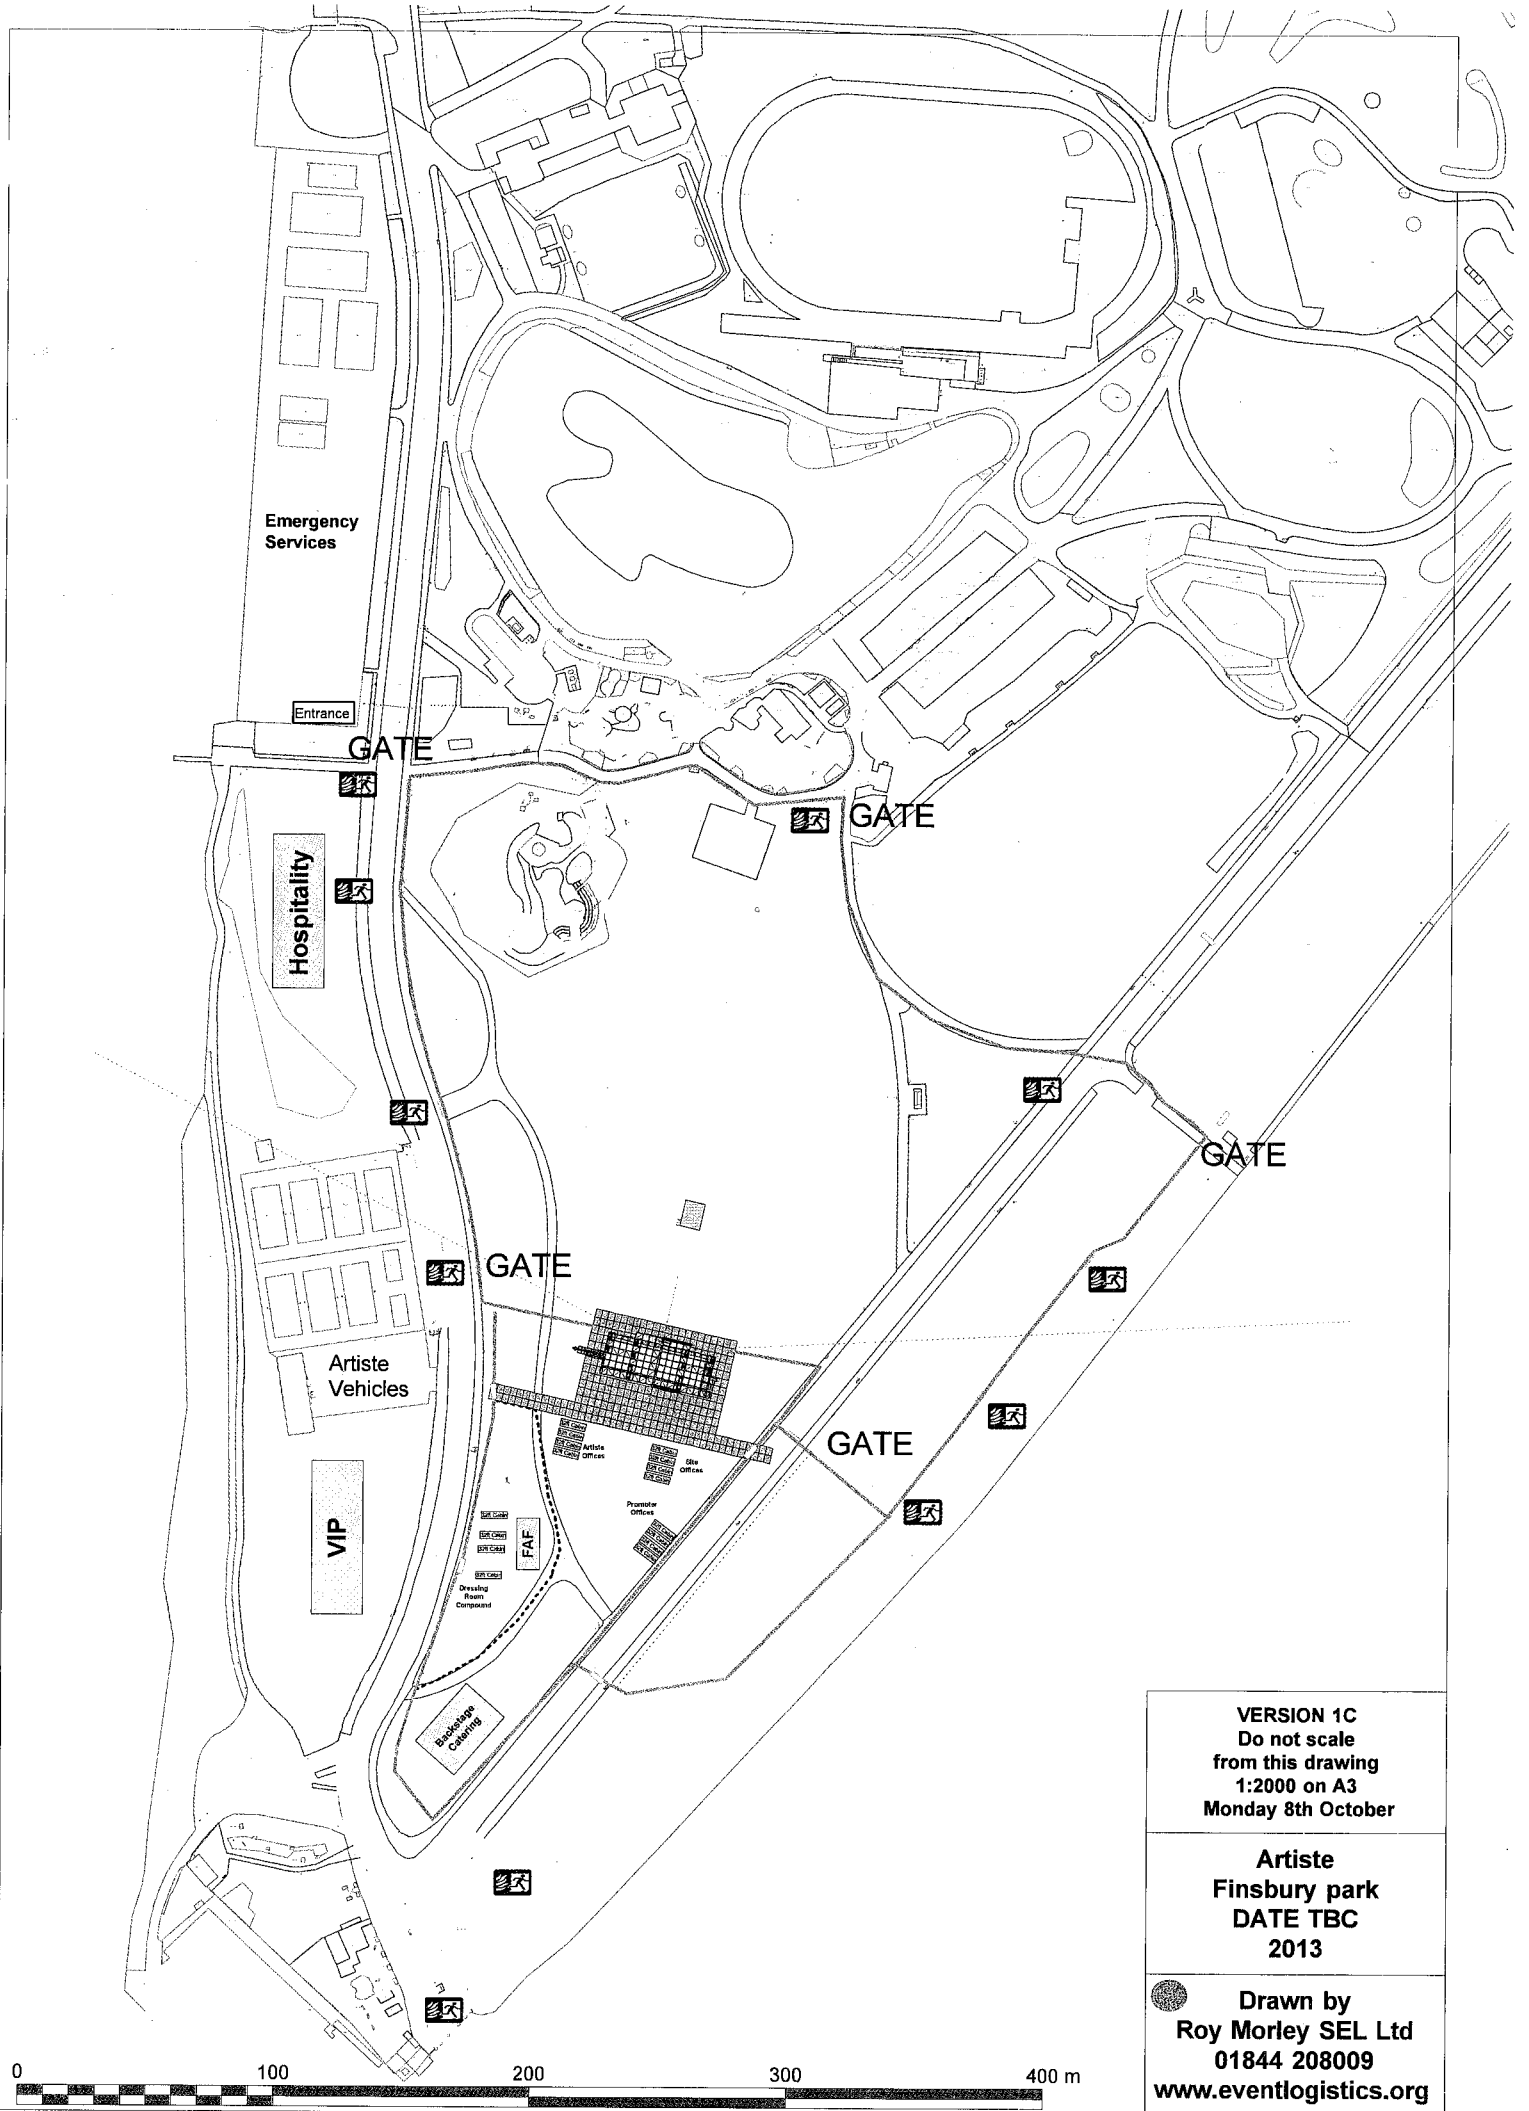 Emergency
Services
Entrance
GATE
GATE
Hospitality
GATE
GATE
Artiste
Vehicles
GATE
Artiste
Offices
Site
Offices
Promoter
Offices
VIP
FAF
Dressing
Room
Compound
Backstage
Catering
VERSION 1C
Do not scale
from this drawing
1:2000 on A3
Monday 8th October
Artiste
Finsbury park
DATE TBC
2013
Drawn by
Roy Morley SEL Ltd
01844 208009
www.eventlogistics.org
0 100 200 300 400 m